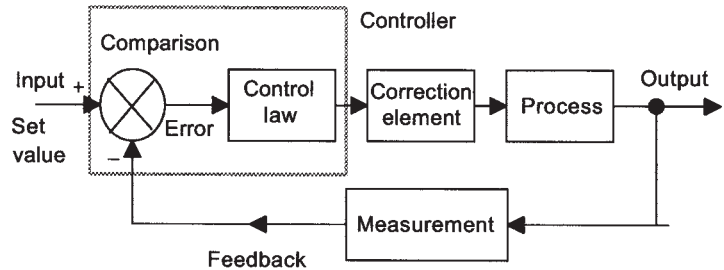 Controller
Comparison
Input +
Set
value
Error
Control
law
Correction
element
Process
Output
–
Measurement
Feedback